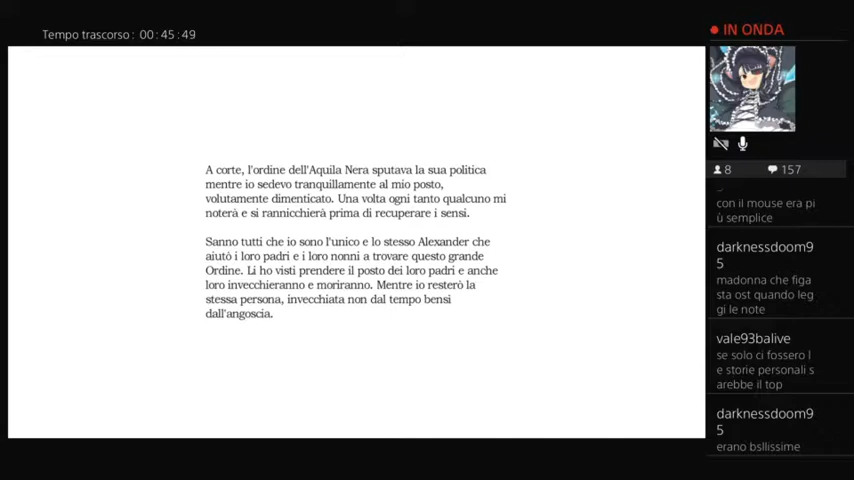 Tempo trascorso: 00:45:49
IN ONDA
A corte, l'ordine dell'Aquila Nera sputava la sua politica
mentre io sedevo tranquillamente al mio posto,
volutamente dimenticato. Una volta ogni tanto qualcuno mi
noterà e si rannicchierà prima di recuperare i sensi.
Sanno tutti che io sono l'unico e lo stesso Alexander che
aiutò i loro padri e i loro nonni a trovare questo grande
Ordine. Li ho visti prendere il posto dei loro padri e anche
loro invecchieranno e moriranno. Mentre io resterò la
stessa persona, invecchiata non dal tempo bensì
dall'angoscia.
8
157
con il mouse era pi
ù semplice
darknessdoom9
5
madonna che figa
sta ost quando leg
gi le note
vale93balive
se solo ci fossero l
e storie personali s
arebbe il top
darknessdoom9
5
erano bsllissime